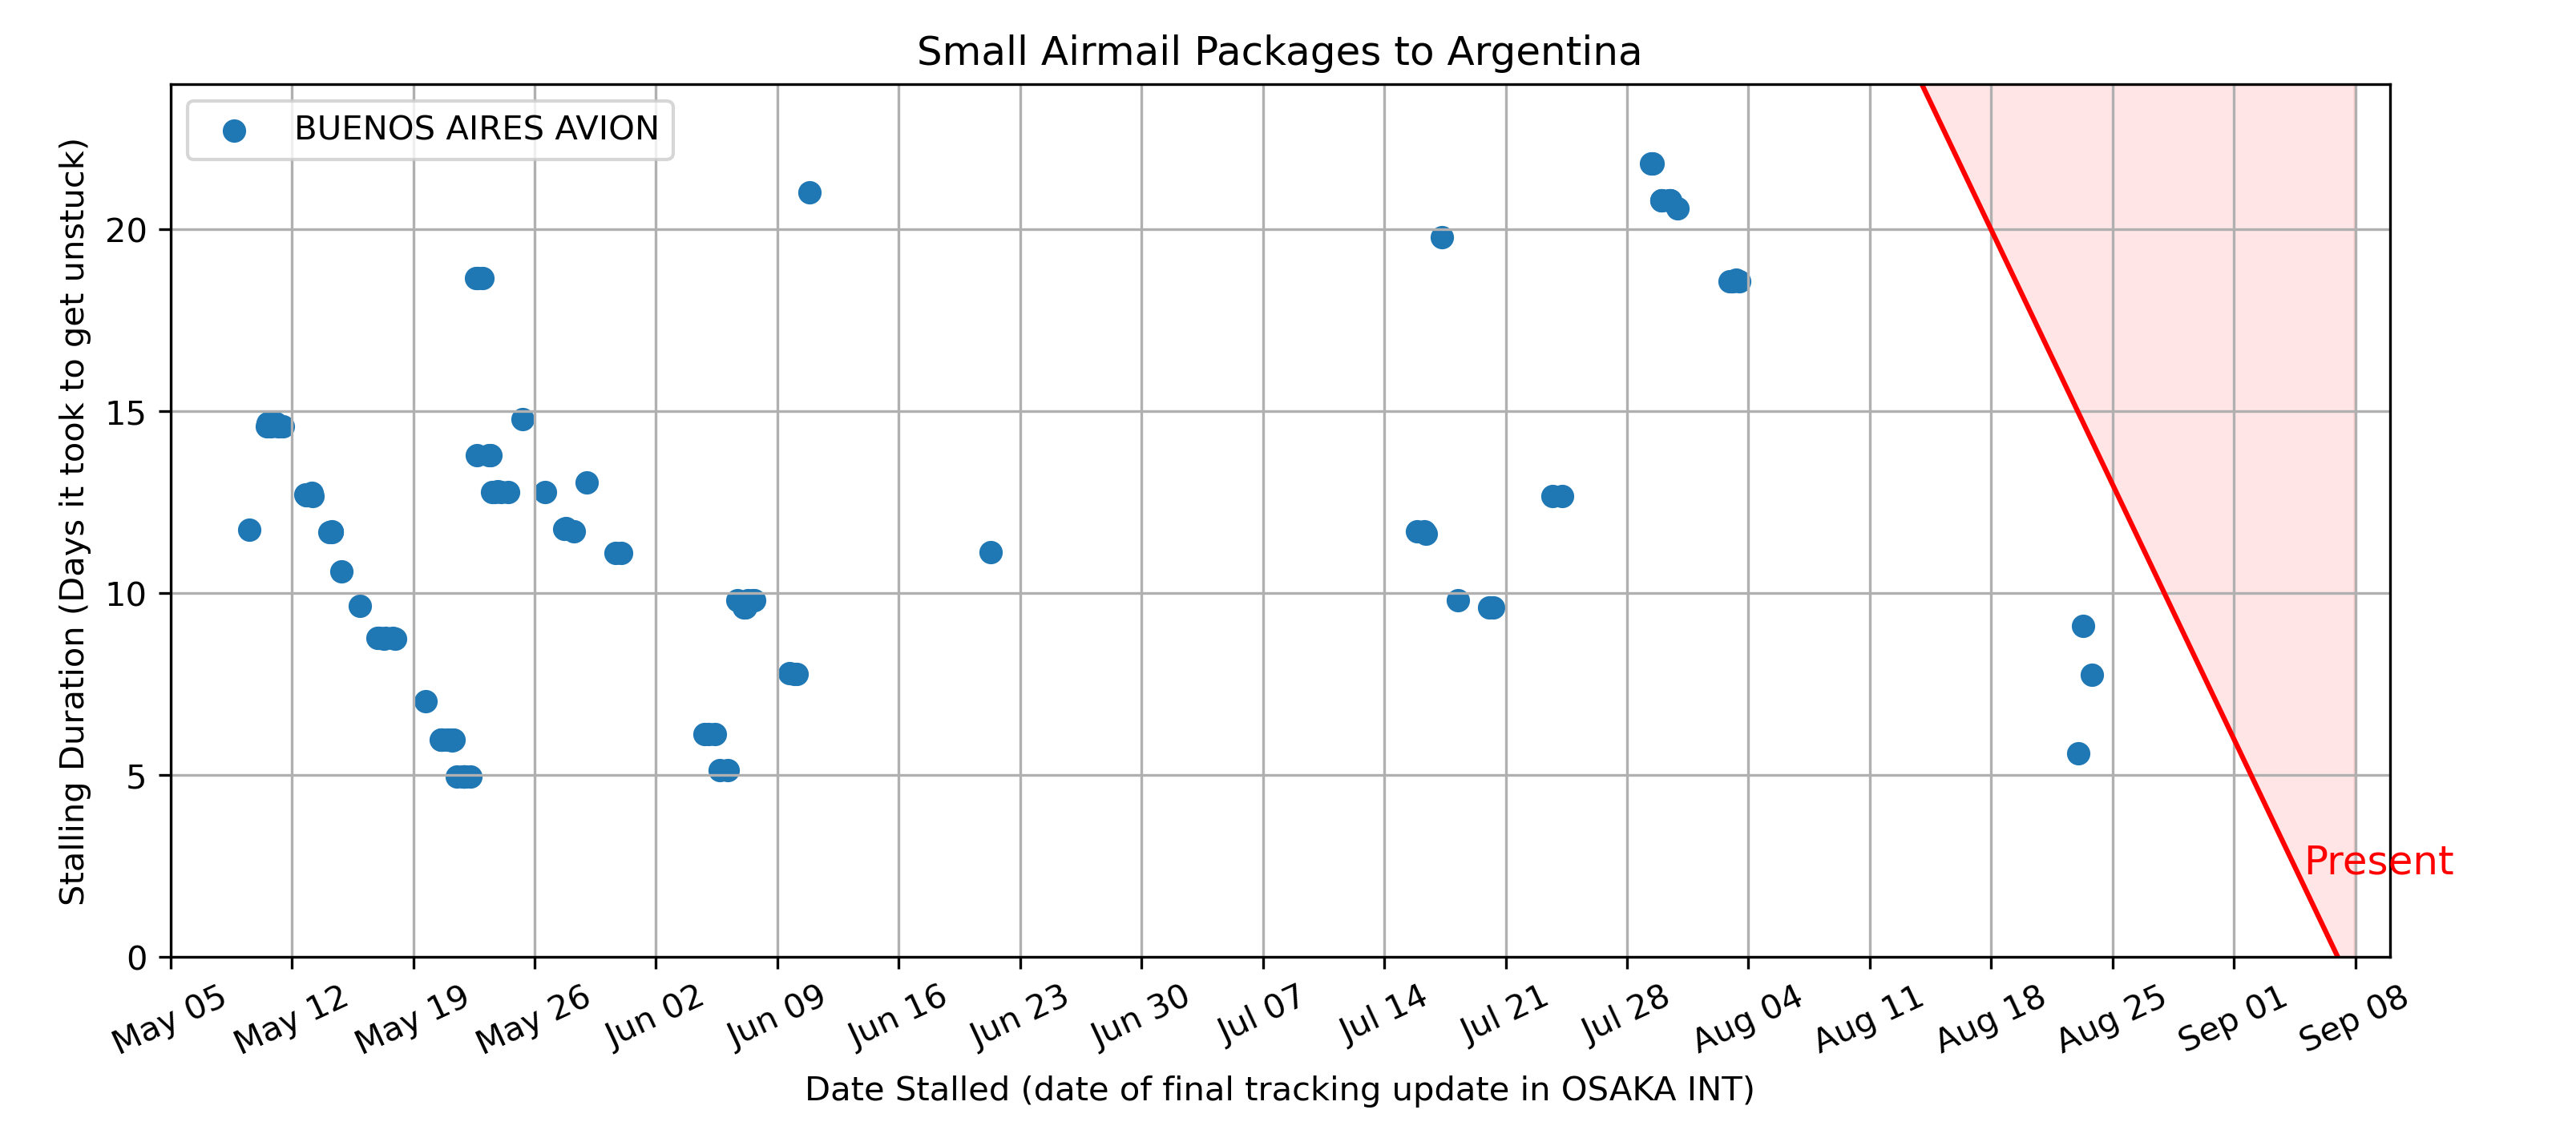 Small Airmail Packages to Argentina
BUENOS AIRES AVION
Stalling Duration (Days it took to get unstuck)
20
15
10
5
0
Present
May 05
May 12
May 19
May 26
Jun 02
Jun 09
Jun 16
Jun 23
Jun 30
Jul 07
Jul 14
Jul 21
Jul 28
Aug 04
Aug 11
Aug 18
Aug 25
Sep 01
Sep 08
Date Stalled (date of final tracking update in OSAKA INT)